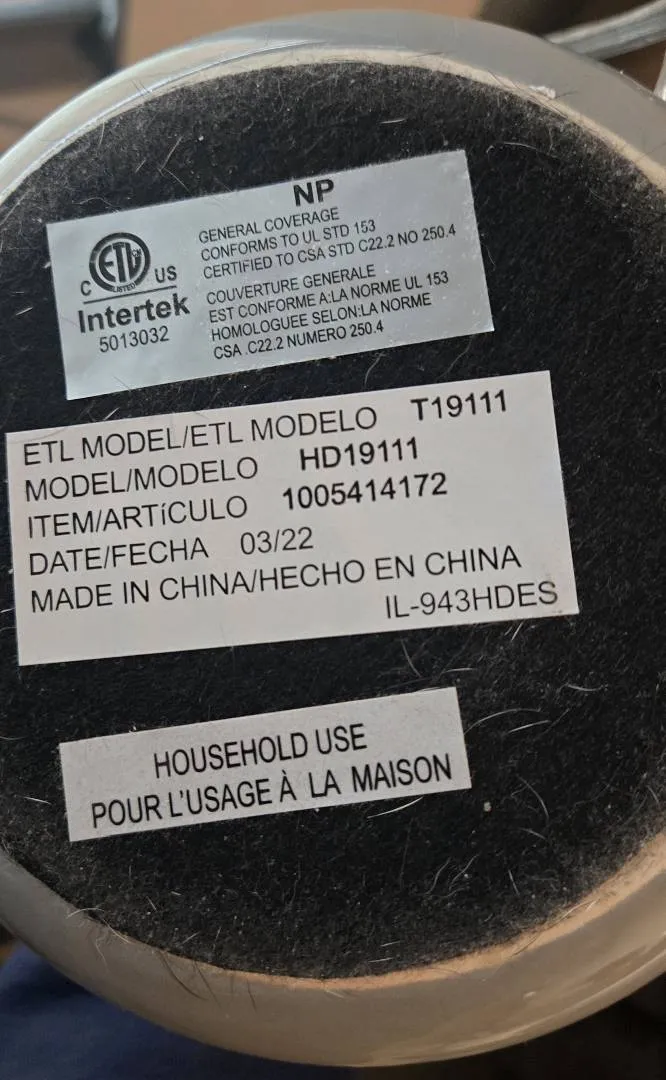 NP
C ETL US
LISTED
Intertek
5013032
GENERAL COVERAGE
CONFORMS TO UL STD 153
CERTIFIED TO CSA STD C22.2 NO 250.4
COUVERTURE GENERALE
EST CONFORME A:LA NORME UL 153
HOMOLOGUEE SELON:LA NORME
CSA .C22.2 NUMERO 250.4
ETL MODEL/ETL MODELO T19111
MODEL/MODELO HD19111
ITEM/ARTíCULO 1005414172
DATE/FECHA 03/22
MADE IN CHINA/HECHO EN CHINA
IL-943HDES
HOUSEHOLD USE
POUR L'USAGE À LA MAISON